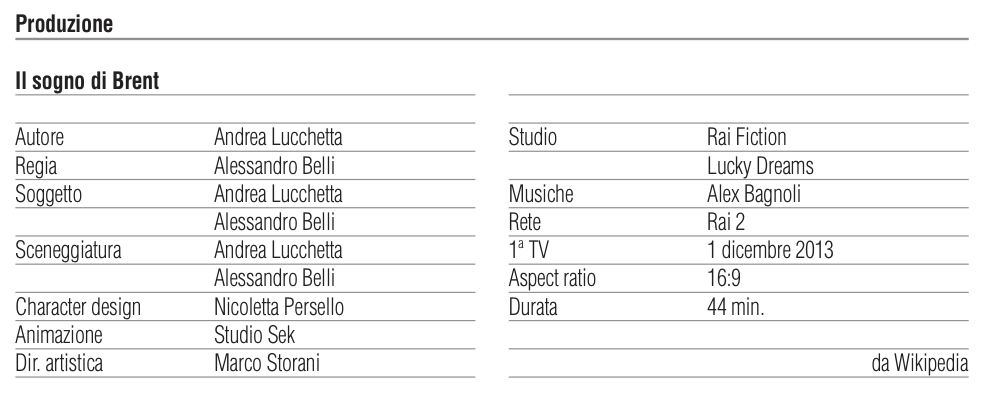 Produzione
Il sogno di Brent
Autore Andrea Lucchetta
Regia Alessandro Belli
Soggetto Andrea Lucchetta
Alessandro Belli
Sceneggiatura Andrea Lucchetta
Alessandro Belli
Character design Nicoletta Persello
Animazione Studio Sek
Dir. artistica Marco Storani
Studio Rai Fiction
Lucky Dreams
Musiche Alex Bagnoli
Rete Rai 2
1ª TV 1 dicembre 2013
Aspect ratio 16:9
Durata 44 min.
da Wikipedia